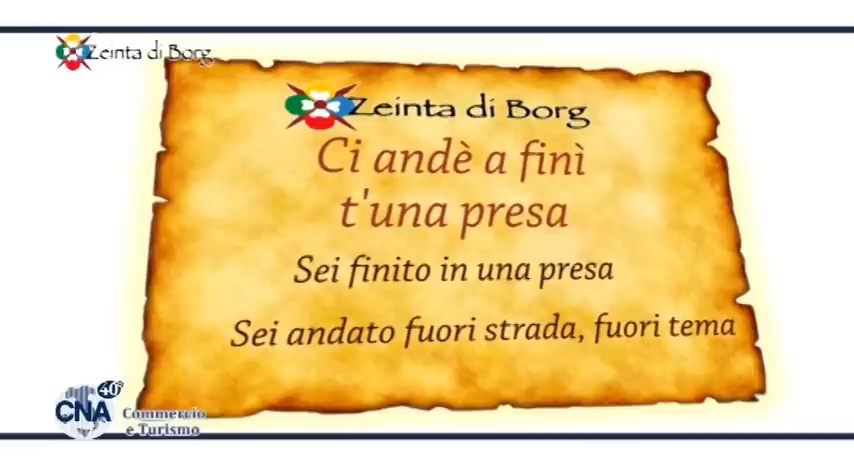 Zeinta di Borg
Zeinta di Borg
Ci andè a finì
t'una presa
Sei finito in una presa
Sei andato fuori strada, fuori tema
40°
CNA Commercio
e Turismo